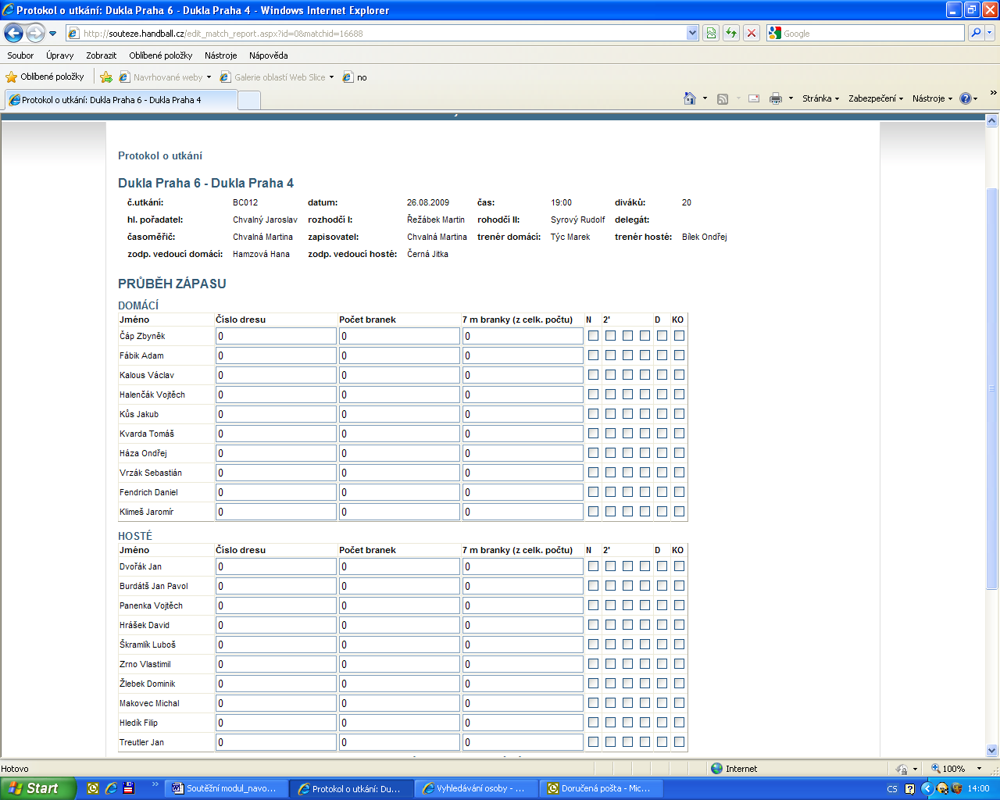 Protokol o utkání: Dukla Praha 6 - Dukla Praha 4 - Windows Internet Explorer
http://souteze.handball.cz/edit_match_report.aspx?id=0&matchid=16688
Google
Soubor Úpravy Zobrazit Oblíbené položky Nástroje Nápověda
Oblíbené položky Navrhované weby Galerie oblastí Web Slice no
Protokol o utkání: Dukla Praha 6 - Dukla Praha 4
Stránka Zabezpečení Nástroje »
Protokol o utkání
Dukla Praha 6 - Dukla Praha 4
č.utkání: BC012 datum: 26.08.2009 čas: 19:00 diváků: 20
hl. pořadatel: Chvalný Jaroslav rozhodčí I: Řežábek Martin rohodčí II: Syrový Rudolf delegát:
časoměřič: Chvalná Martina zapisovatel: Chvalná Martina trenér domácí: Týc Marek trenér hosté: Bílek Ondřej
zodp. vedoucí domácí: Hamzová Hana zodp. vedoucí hosté: Černá Jitka
PRŮBĚH ZÁPASU
DOMÁCÍ
Jméno Číslo dresu Počet branek 7 m branky (z celk. počtu) N 2' D KO
Čáp Zbyněk 0 0 0
Fábik Adam 0 0 0
Kalous Václav 0 0 0
Halenčák Vojtěch 0 0 0
Kůs Jakub 0 0 0
Kvarda Tomáš 0 0 0
Háza Ondřej 0 0 0
Vrzák Sebastián 0 0 0
Fendrich Daniel 0 0 0
Klimeš Jaromír 0 0 0
HOSTÉ
Jméno Číslo dresu Počet branek 7 m branky (z celk. počtu) N 2' D KO
Dvořák Jan 0 0 0
Burdátš Jan Pavol 0 0 0
Panenka Vojtěch 0 0 0
Hrášek David 0 0 0
Škramlík Luboš 0 0 0
Zrno Vlastimil 0 0 0
Žlebek Dominik 0 0 0
Makovec Michal 0 0 0
Hledík Filip 0 0 0
Treutler Jan 0 0 0
Hotovo Internet 100%
Start » Soutěžní modul_navo... Protokol o utkání: Du... Vyhledávání osoby - ... Doručená pošta - Mic... CS 14:00